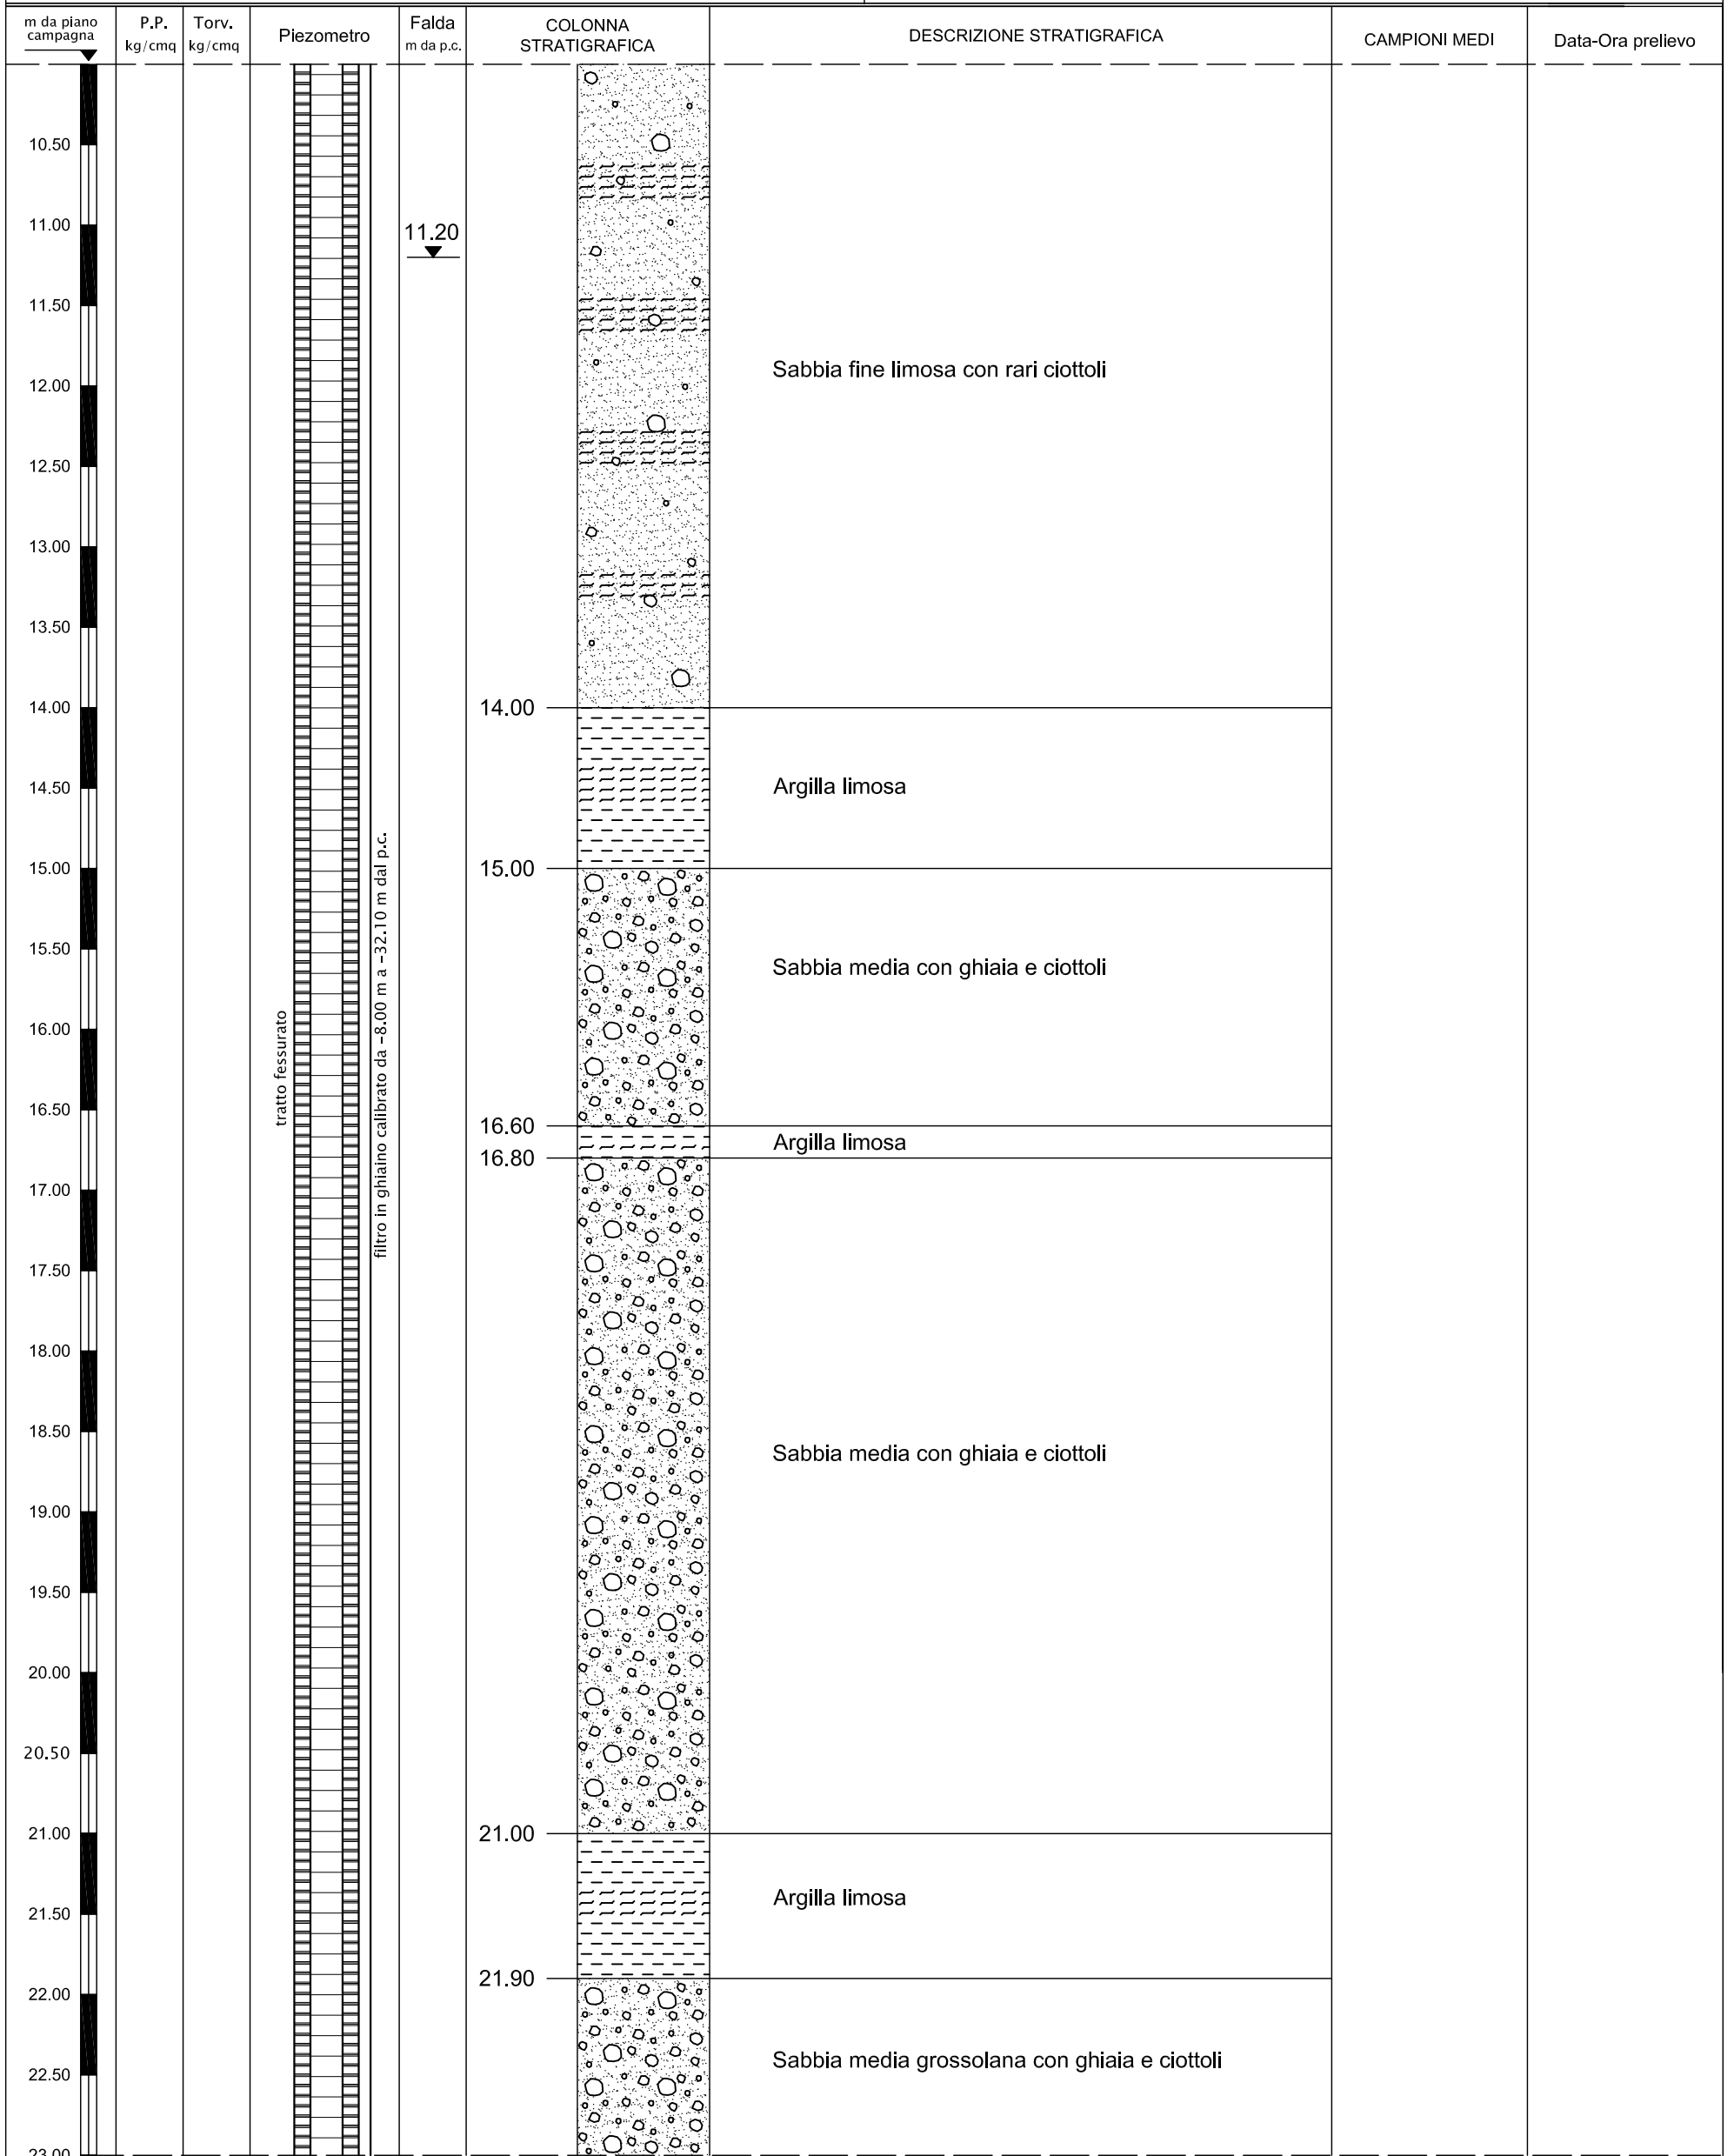 m da piano
campagna
P.P.
kg/cmq
Torv.
kg/cmq
Piezometro
Falda
m da p.c.
COLONNA
STRATIGRAFICA
DESCRIZIONE STRATIGRAFICA
CAMPIONI MEDI
Data-Ora prelievo
10.50
11.00
11.20
11.50
Sabbia fine limosa con rari ciottoli
12.00
12.50
13.00
13.50
14.00
14.00
14.50
Argilla limosa
15.00
15.00
15.50
Sabbia media con ghiaia e ciottoli
16.00
tratto fessurato
filtro in ghiaino calibrato da -8.00 m a -32.10 m dal p.c.
16.50
16.60
Argilla limosa
16.80
17.00
17.50
18.00
18.50
Sabbia media con ghiaia e ciottoli
19.00
19.50
20.00
20.50
21.00
21.00
21.50
Argilla limosa
21.90
22.00
22.50
Sabbia media grossolana con ghiaia e ciottoli
23.00